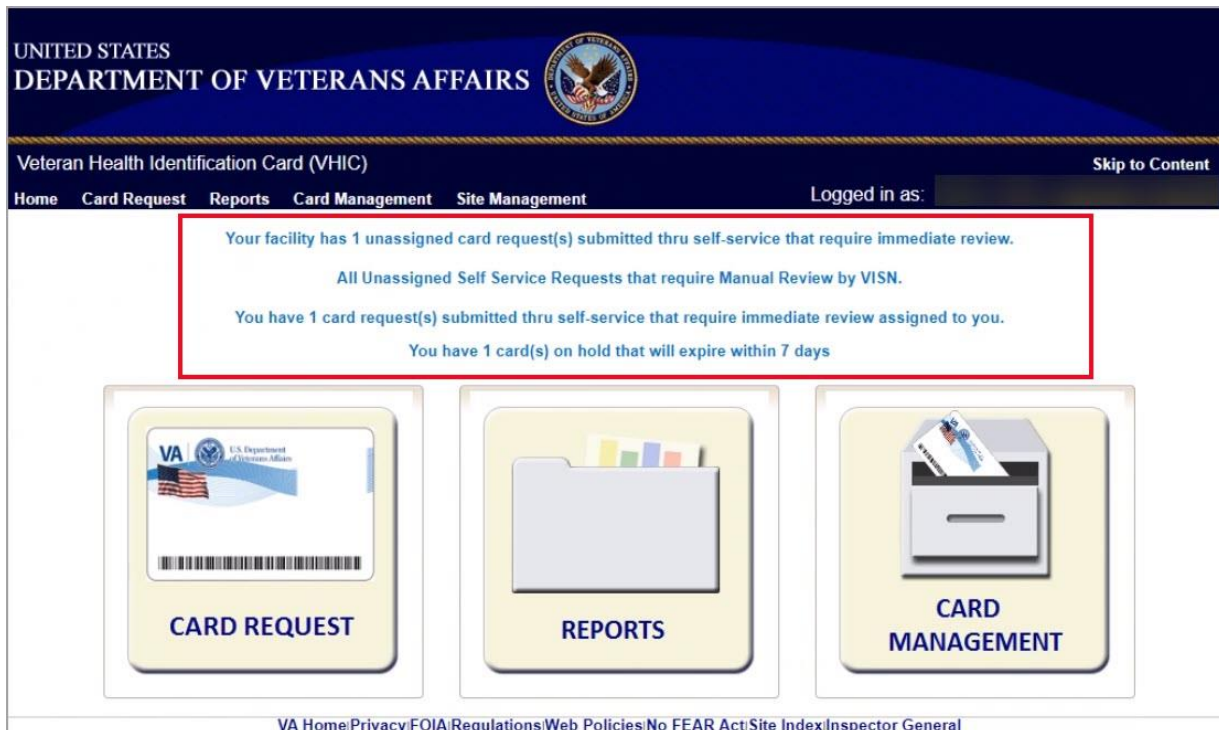 UNITED STATES
DEPARTMENT OF VETERANS AFFAIRS
Veteran Health Identification Card (VHIC)
Skip to Content
Home Card Request Reports Card Management Site Management
Logged in as:
Your facility has 1 unassigned card request(s) submitted thru self-service that require immediate review.
All Unassigned Self Service Requests that require Manual Review by VISN.
You have 1 card request(s) submitted thru self-service that require immediate review assigned to you.
You have 1 card(s) on hold that will expire within 7 days
VA
U.S. Department
of Veterans Affairs
CARD REQUEST
REPORTS
CARD
MANAGEMENT
VA Home|Privacy|FOIA|Regulations|Web Policies|No FEAR Act|Site Index|Inspector General